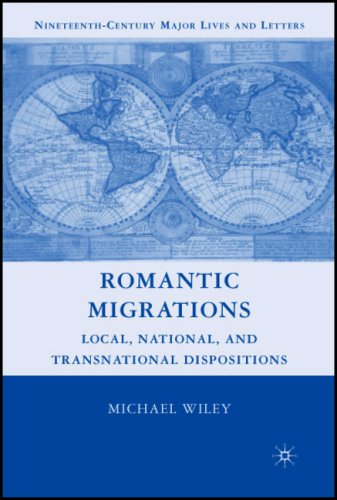 Nineteenth-Century Major Lives and Letters
ROMANTIC
MIGRATIONS
LOCAL, NATIONAL, AND
TRANSNATIONAL DISPOSITIONS
MICHAEL WILEY